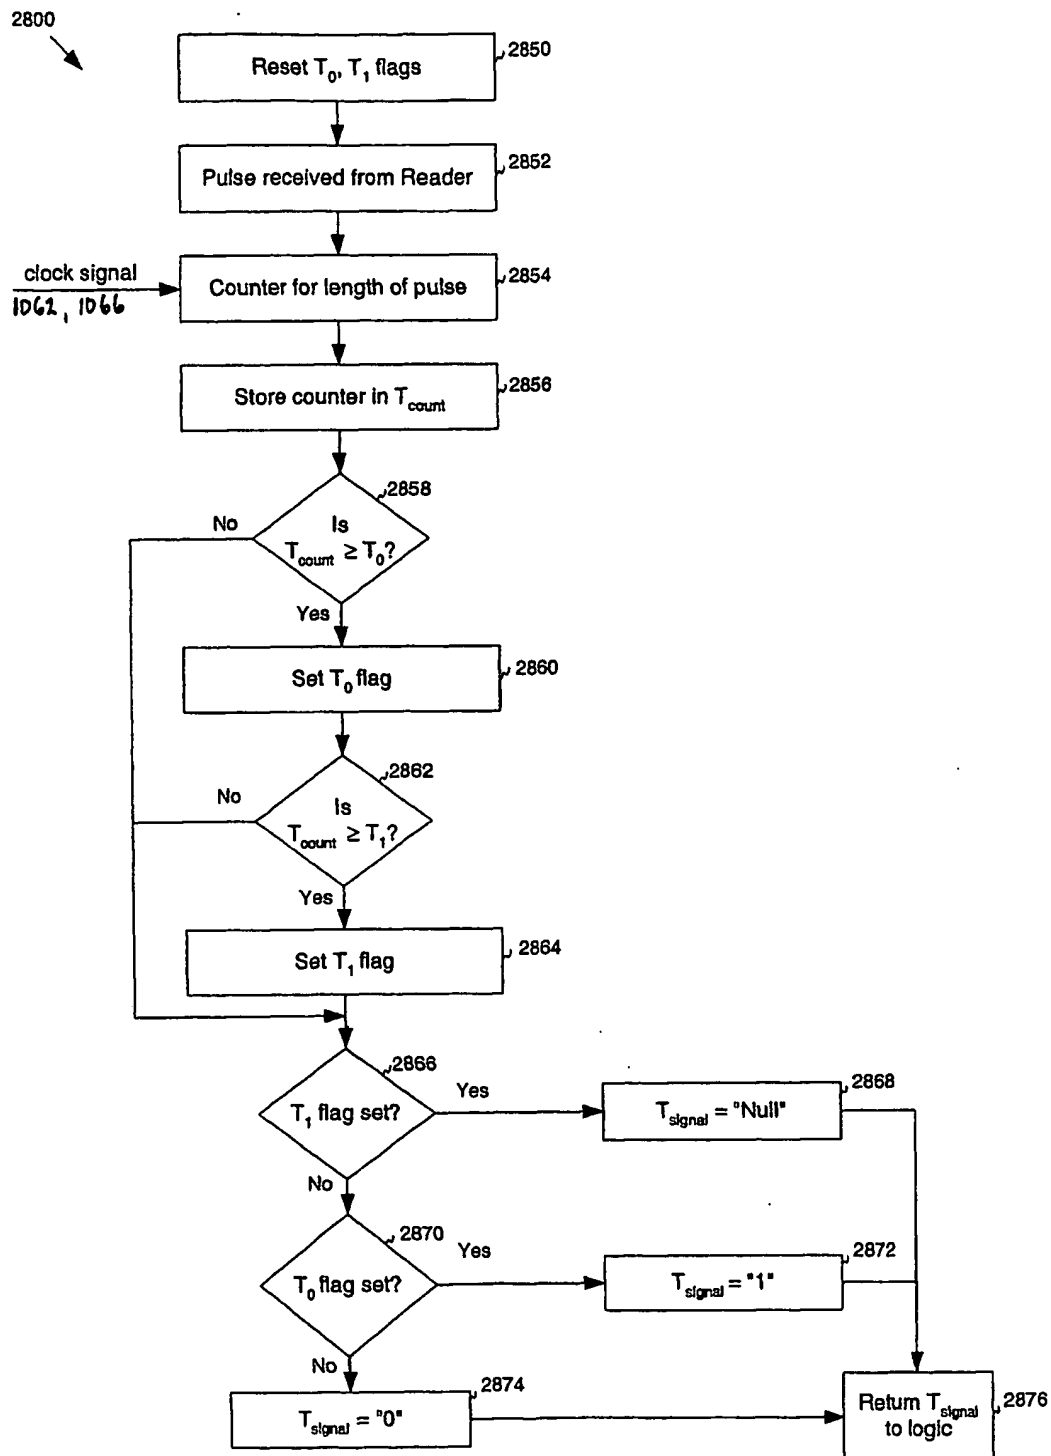 2800
Reset T0, T1 flags
2850
Pulse received from Reader
2852
clock signal
1062, 1066
Counter for length of pulse
2854
Store counter in Tcount
2856
2858
No
Is
Tcount ≥ T0?
Yes
Set T0 flag
2860
2862
No
Is
Tcount ≥ T1?
Yes
Set T1 flag
2864
2866
T1 flag set?
Yes
Tsignal = "Null"
2868
No
2870
T0 flag set?
Yes
Tsignal = "1"
2872
No
2874
Tsignal = "0"
Return Tsignal
to logic
2876